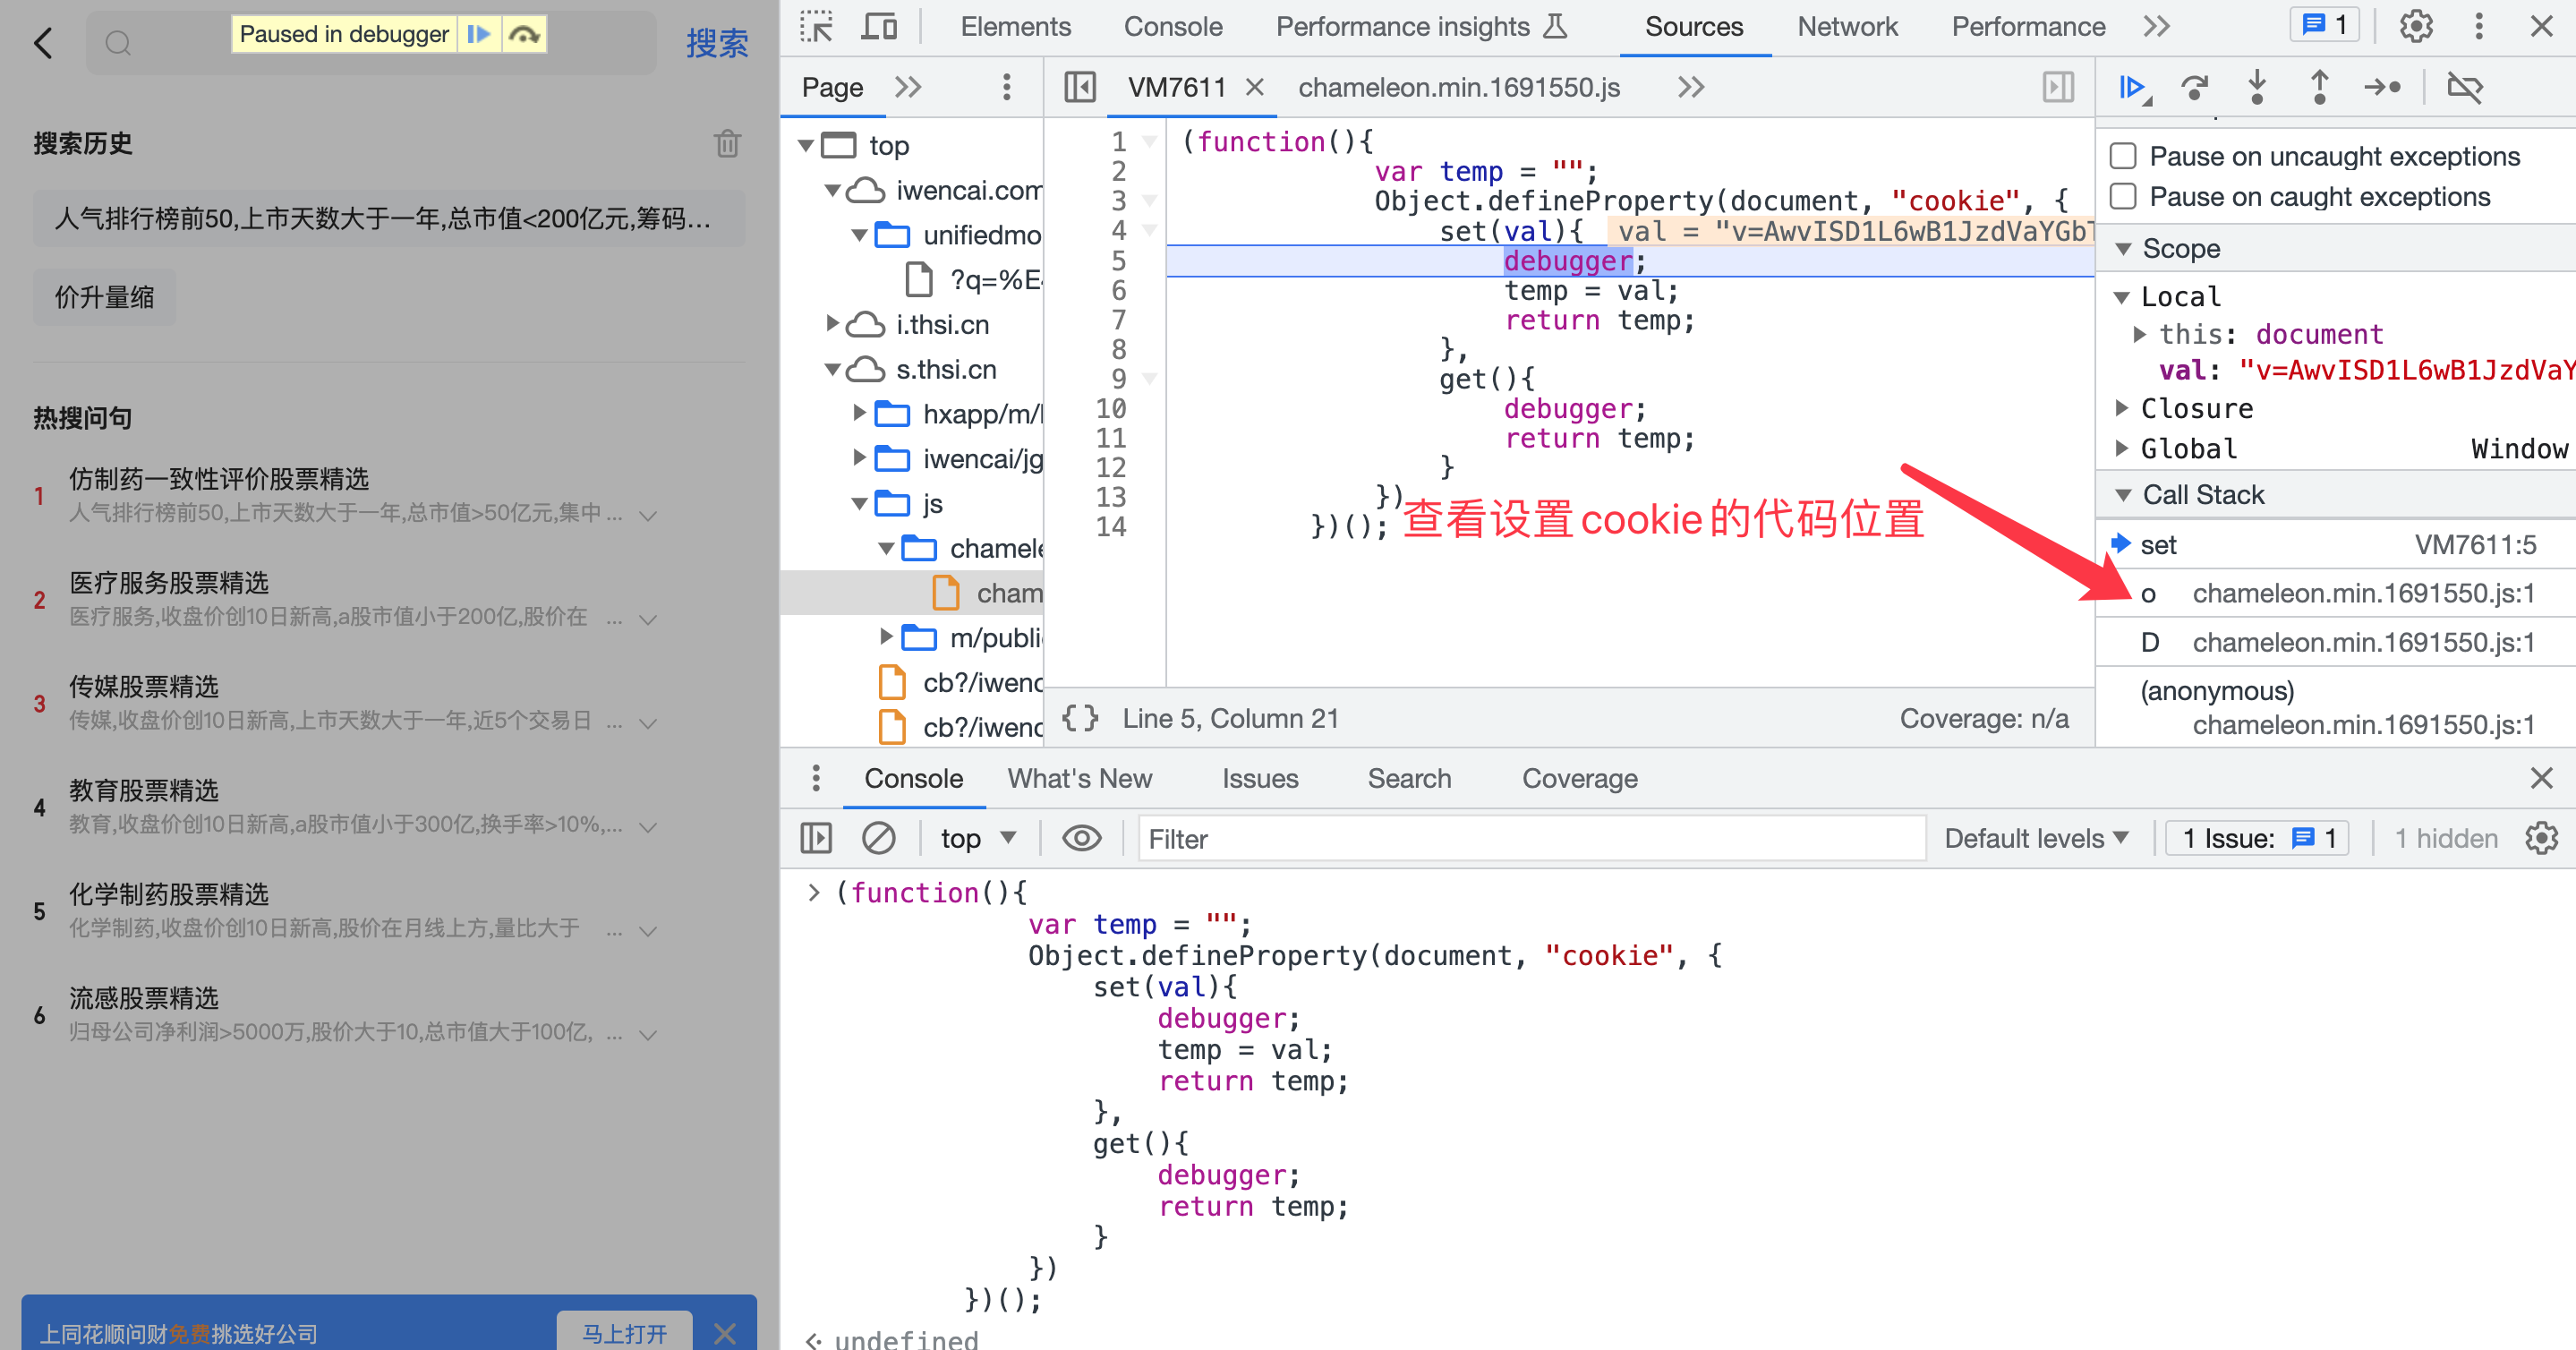 Paused in debugger
搜索
搜索历史
人气排行榜前50,上市天数大于一年,总市值<200亿元,筹码...
价升量缩
热搜问句
1 仿制药一致性评价股票精选
人气排行榜前50,上市天数大于一年,总市值>50亿元,集中 ...
2 医疗服务股票精选
医疗服务,收盘价创10日新高,a股市值小于200亿,股价在 ...
3 传媒股票精选
传媒,收盘价创10日新高,上市天数大于一年,近5个交易日 ...
4 教育股票精选
教育,收盘价创10日新高,a股市值小于300亿,换手率>10%,...
5 化学制药股票精选
化学制药,收盘价创10日新高,股价在月线上方,量比大于 ...
6 流感股票精选
归母公司净利润>5000万,股价大于10,总市值大于100亿, ...
上同花顺问财免费挑选好公司
马上打开
Elements Console Performance insights Sources Network Performance 1
Page
top
iwencai.com
unifiedmo
?q=%E
i.thsi.cn
s.thsi.cn
hxapp/m/
iwencai/jg
js
chamele
cham
m/public
cb?/iwenc
cb?/iwenc
VM7611 chameleon.min.1691550.js
1 (function(){
2 var temp = "";
3 Object.defineProperty(document, "cookie", {
4 set(val){ val = "v=AwvISD1L6wB1JzdVaYGbT
5 debugger;
6 temp = val;
7 return temp;
8 },
9 get(){
10 debugger;
11 return temp;
12 }
13 })
14 })();
查看设置cookie的代码位置
{} Line 5, Column 21 Coverage: n/a
Pause on uncaught exceptions
Pause on caught exceptions
Scope
Local
this: document
val: "v=AwvISD1L6wB1JzdVaY
Closure
Global Window
Call Stack
set VM7611:5
o chameleon.min.1691550.js:1
D chameleon.min.1691550.js:1
(anonymous)
chameleon.min.1691550.js:1
Console What's New Issues Search Coverage
top Filter Default levels 1 Issue: 1 1 hidden
> (function(){
var temp = "";
Object.defineProperty(document, "cookie", {
set(val){
debugger;
temp = val;
return temp;
},
get(){
debugger;
return temp;
}
})
})();
undefined